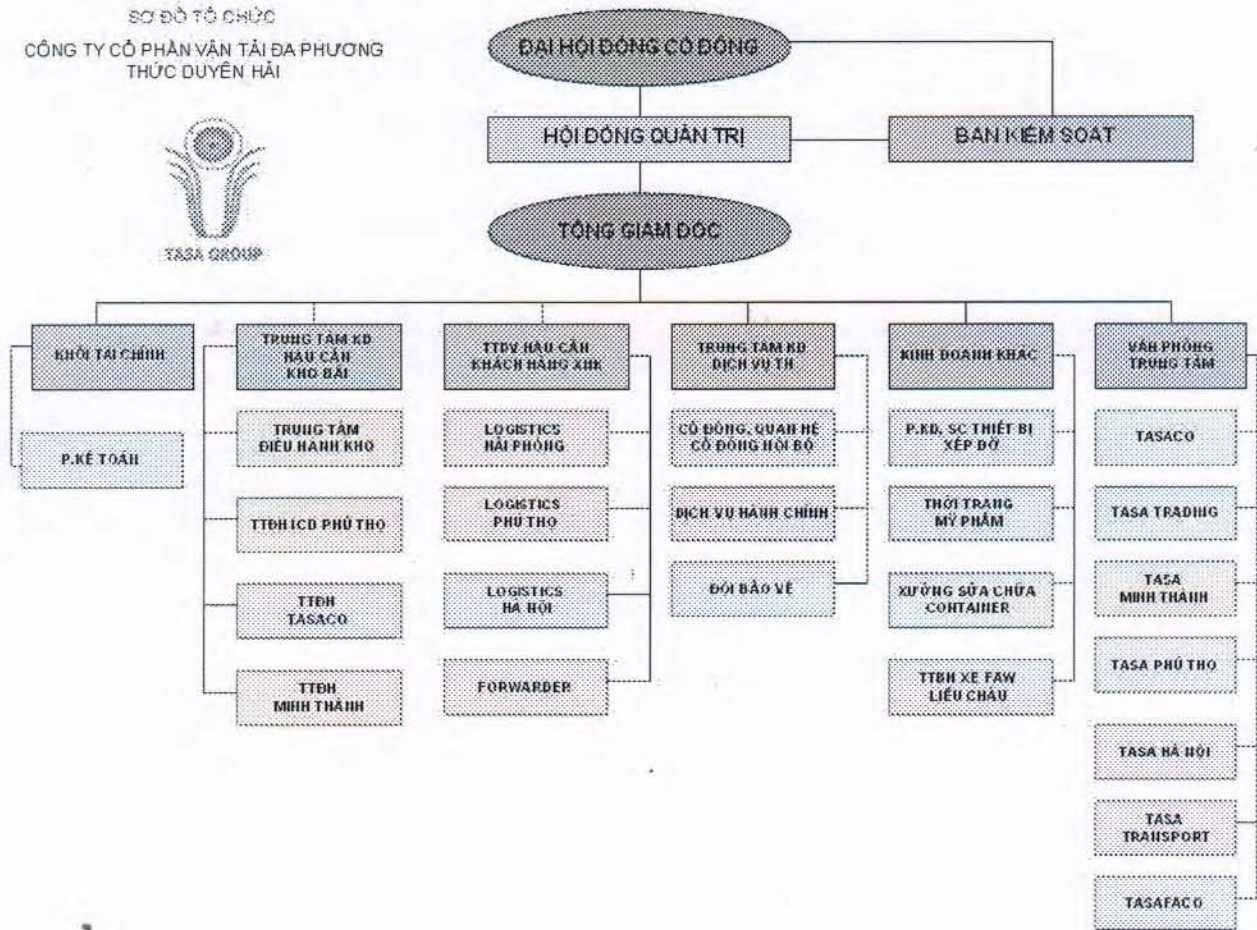 SƠ ĐỒ TỔ CHỨC
CÔNG TY CỔ PHẦN VẬN TẢI ĐA PHƯƠNG
THỨC DUYÊN HẢI
TASA GROUP
ĐẠI HỘI ĐỒNG CỔ ĐÔNG
HỘI ĐỒNG QUẢN TRỊ
BAN KIỂM SOÁT
TỔNG GIÁM ĐỐC
KHỐI TÀI CHÍNH
P.KẾ TOÁN
TRUNG TÂM KD
HẬU CẦN
KHO BÃI
TRUNG TÂM
ĐIỀU HÀNH KHO
TTĐH ICD PHÚ THỌ
TTĐH
TASACO
TTĐH
MINH THÀNH
TTDV HẬU CẦN
KHÁCH HÀNG XNK
LOGISTICS
HẢI PHÒNG
LOGISTICS
PHÚ THỌ
LOGISTICS
HÀ NỘI
FORWARDER
TRUNG TÂM KD
DỊCH VỤ TH
CỔ ĐÔNG, QUAN HỆ
CỔ ĐÔNG NỘI BỘ
DỊCH VỤ HÀNH CHÍNH
ĐỘI BẢO VỆ
KINH DOANH KHÁC
P.KD, SC THIẾT BỊ
XẾP DỠ
THỜI TRANG
MỸ PHẨM
XƯỞNG SỬA CHỮA
CONTAINER
TTBH XE FAW
LIỄU CHÂU
VĂN PHÒNG
TRUNG TÂM
TASACO
TASA TRADING
TASA
MINH THÀNH
TASA PHÚ THỌ
TASA HÀ NỘI
TASA
TRANSPORT
TASAFACO